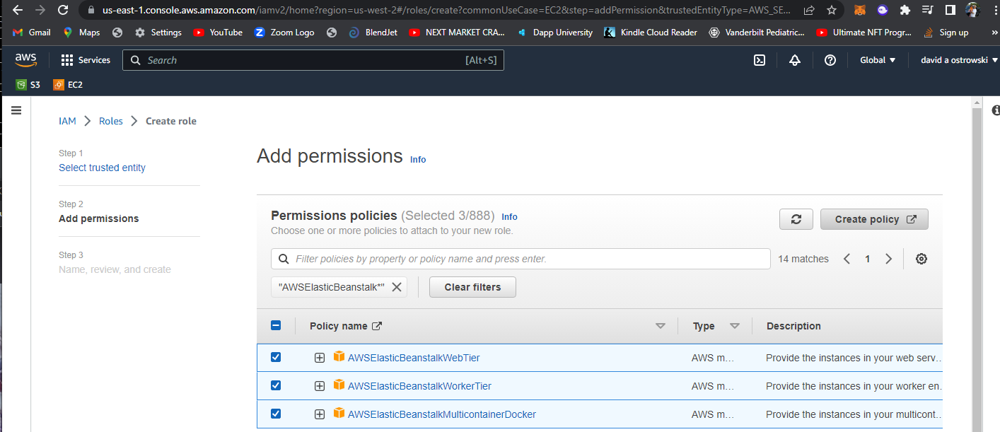 us-east-1.console.aws.amazon.com/iamv2/home?region=us-west-2#/roles/create?commonUseCase=EC2&step=addPermission&trustedEntityType=AWS_SE...
Gmail Maps Settings YouTube Zoom Logo BlendJet NEXT MARKET CRA... Dapp University Kindle Cloud Reader Vanderbilt Pediatric... Ultimate NFT Progr... Sign up »
aws Services Search [Alt+S] Global david a ostrowski
S3 EC2
IAM Roles Create role
Step 1
Select trusted entity
Step 2
Add permissions
Step 3
Name, review, and create
Add permissions Info
Permissions policies (Selected 3/888) Info
Choose one or more policies to attach to your new role.
Create policy
Filter policies by property or policy name and press enter.
14 matches 1
"AWSElasticBeanstalk*" Clear filters
Policy name Type Description
AWSElasticBeanstalkWebTier AWS m... Provide the instances in your web serv...
AWSElasticBeanstalkWorkerTier AWS m... Provide the instances in your worker en...
AWSElasticBeanstalkMulticontainerDocker AWS m... Provide the instances in your multicont...